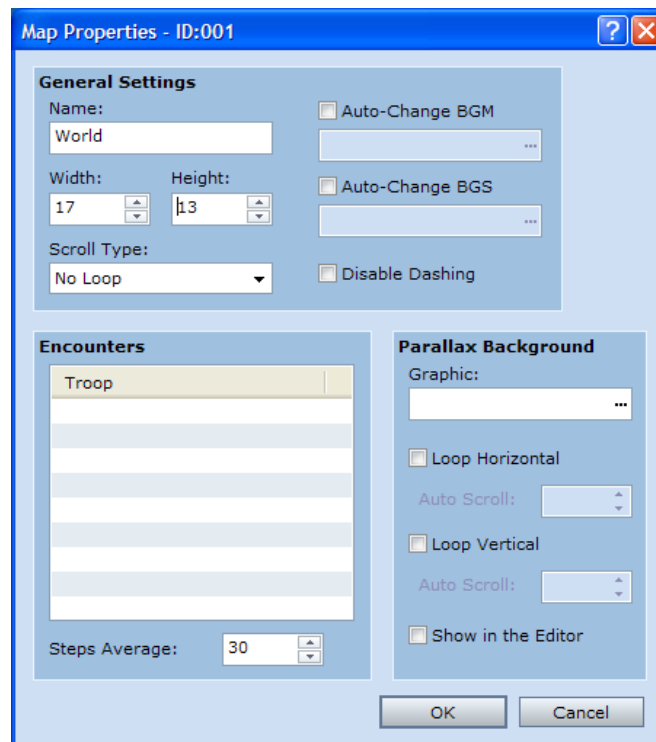 Map Properties - ID:001
General Settings
Name:
World
Width:
Height:
17
13
Scroll Type:
No Loop
Auto-Change BGM
...
Auto-Change BGS
...
Disable Dashing
Encounters
Troop
Steps Average:
30
Parallax Background
Graphic:
...
Loop Horizontal
Auto Scroll:
Loop Vertical
Auto Scroll:
Show in the Editor
OK
Cancel